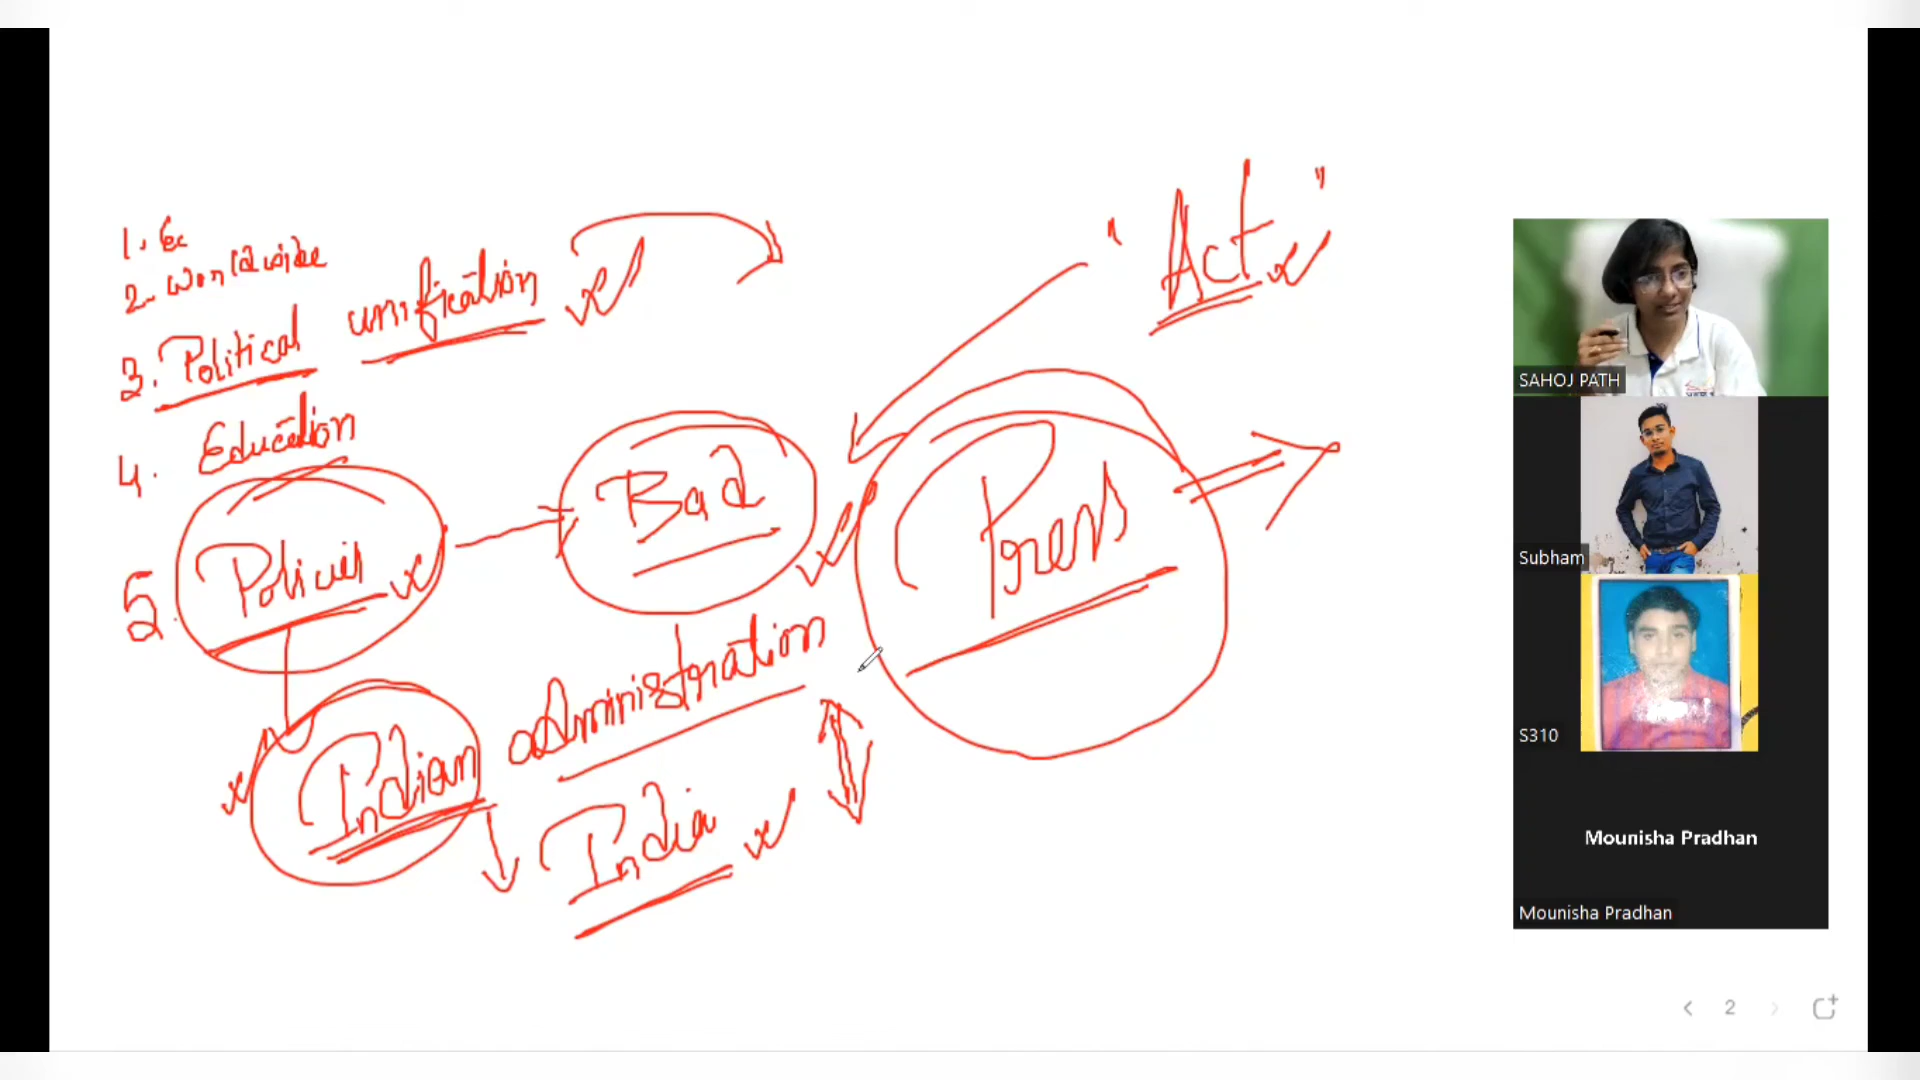 1. Ec
2. Worldwide
3. Political unification
4. Education
5. Policies
Bad
Press
"Act"
Indian administration
India
SAHOJ PATH
Subham
S310
Mounisha Pradhan
Mounisha Pradhan
2